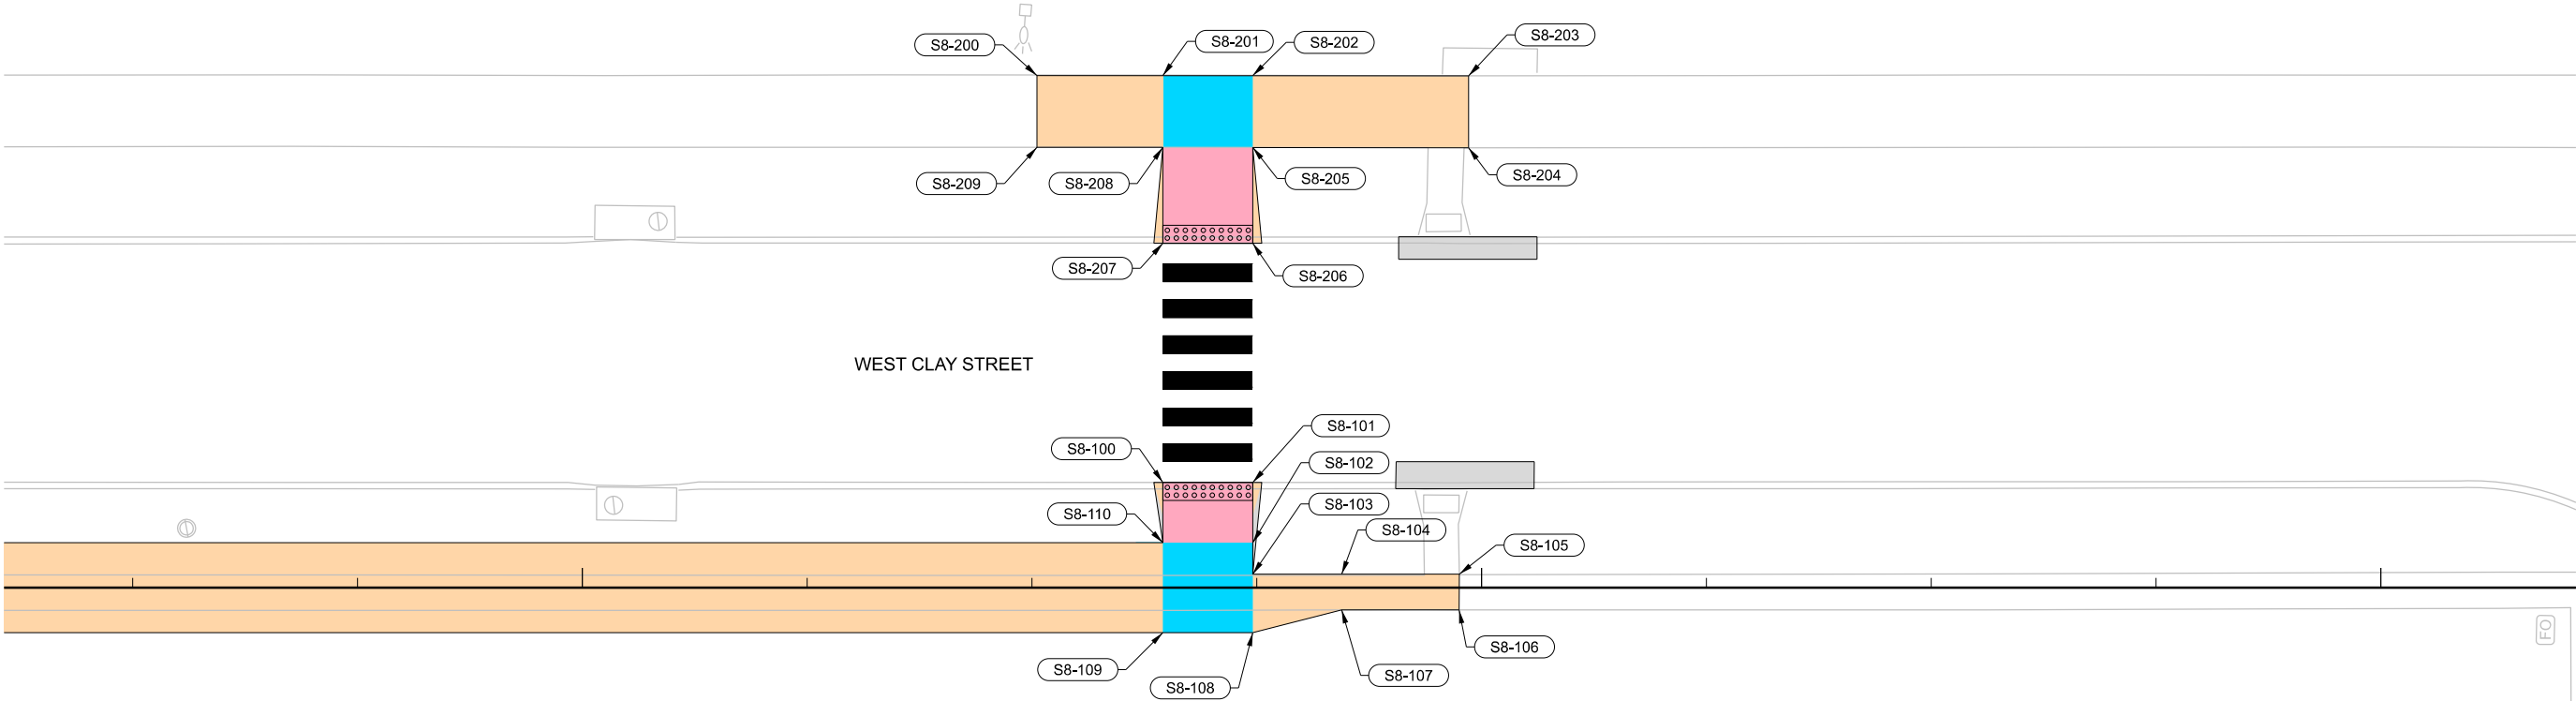 S8-200
S8-201
S8-202
S8-203
S8-209
S8-208
S8-205
S8-204
S8-207
S8-206
WEST CLAY STREET
S8-100
S8-101
S8-102
S8-103
S8-110
S8-104
S8-105
FO
S8-109
S8-108
S8-107
S8-106